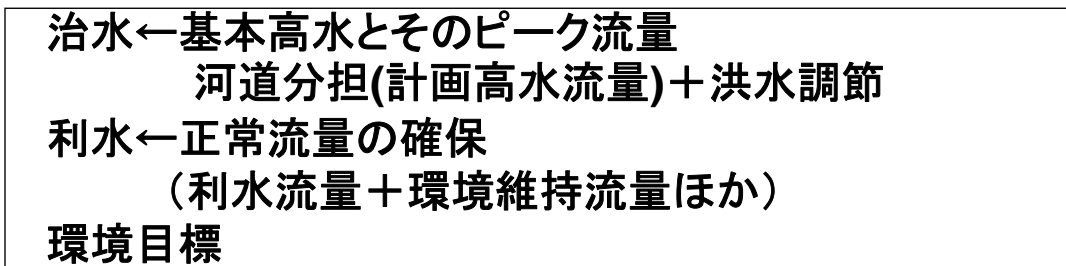 治水←基本高水とそのピーク流量
河道分担(計画高水流量)＋洪水調節
利水←正常流量の確保
（利水流量＋環境維持流量ほか）
環境目標